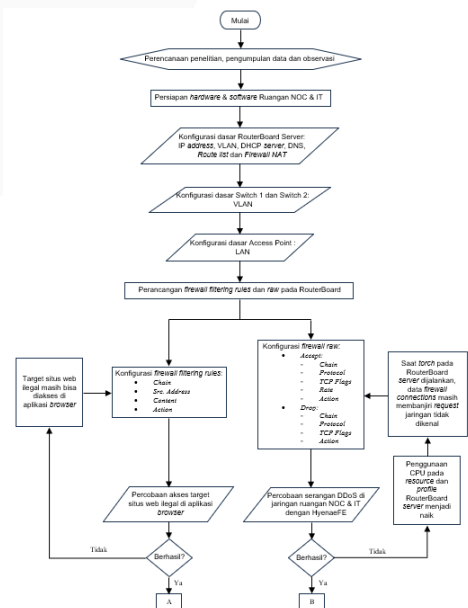 Mulai
Perencanaan penelitian, pengumpulan data dan observasi
Persiapan hardware & software Ruangan NOC & IT
Konfigurasi dasar RouterBoard Server:
IP address, VLAN, DHCP server, DNS,
Route list dan Firewall NAT
Konfigurasi dasar Switch 1 dan Switch 2:
VLAN
Konfigurasi dasar Access Point :
LAN
Perancangan firewall filtering rules dan raw pada RouterBoard
Target situs web
ilegal masih bisa
diakses di
aplikasi browser
Konfigurasi firewall filtering rules:
• Chain
• Src. Address
• Content
• Action
Konfigurasi firewall raw:
• Accept:
- Chain
- Protocol
- TCP Flags
- Rate
- Action
• Drop:
- Chain
- Protocol
- TCP Flags
- Action
Saat torch pada
RouterBoard
server dijalankan,
data firewall
connections masih
membanjiri request
jaringan tidak
dikenal
Penggunaan
CPU pada
resource dan
profile
RouterBoard
server menjadi
naik
Percobaan akses target
situs web ilegal di aplikasi
browser
Percobaan serangan DDoS di
jaringan ruangan NOC & IT
dengan HyenaeFE
Tidak
Berhasil?
Ya
A
Berhasil?
Tidak
Ya
B